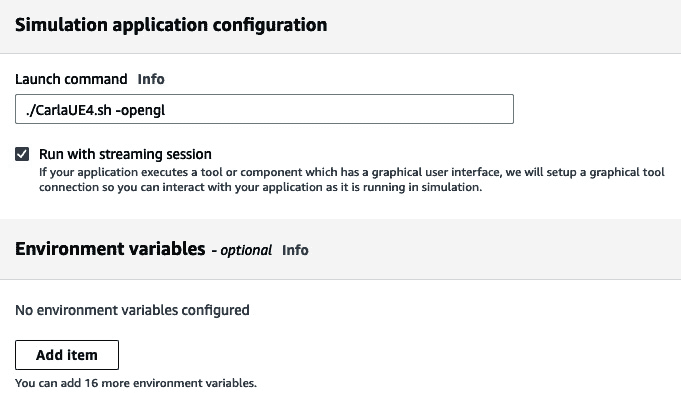 Simulation application configuration
Launch command Info
./CarlaUE4.sh -opengl
Run with streaming session
If your application executes a tool or component which has a graphical user interface, we will setup a graphical tool
connection so you can interact with your application as it is running in simulation.
Environment variables - optional Info
No environment variables configured
Add item
You can add 16 more environment variables.